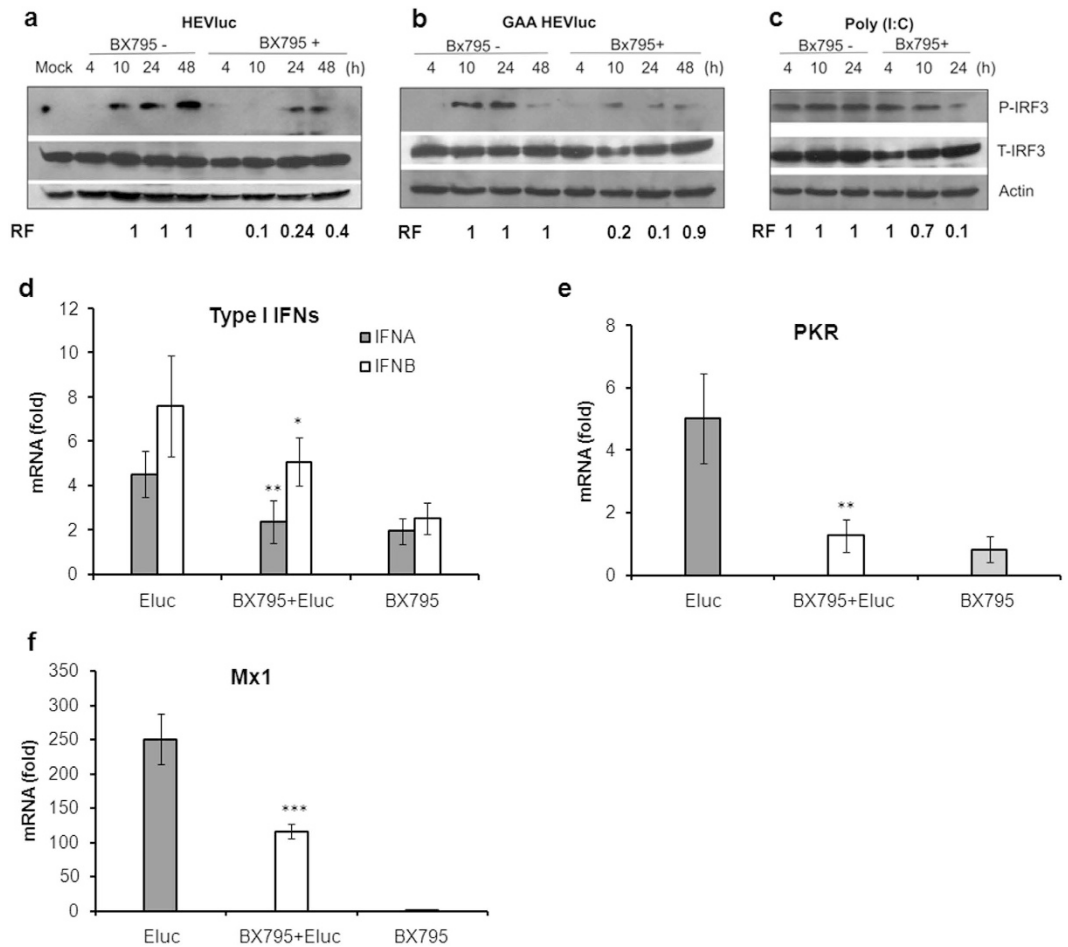 a
HEVluc
BX795 - BX795 +
Mock 4 10 24 48 4 10 24 48 (h)
RF 1 1 1 0.1 0.24 0.4
b
GAA HEVluc
Bx795 - Bx795+
4 10 24 48 4 10 24 48 (h)
RF 1 1 1 0.2 0.1 0.9
c
Poly (I:C)
Bx795 - Bx795+
4 10 24 4 10 24 (h)
P-IRF3
T-IRF3
Actin
RF 1 1 1 1 0.7 0.1
d
Type I IFNs
IFNA
IFNB
mRNA (fold)
12
10
8
6
4
2
0
*
**
Eluc BX795+Eluc BX795
e
PKR
mRNA (fold)
8
6
4
2
0
**
Eluc BX795+Eluc BX795
f
Mx1
mRNA (fold)
350
300
250
200
150
100
50
0
***
Eluc BX795+Eluc BX795